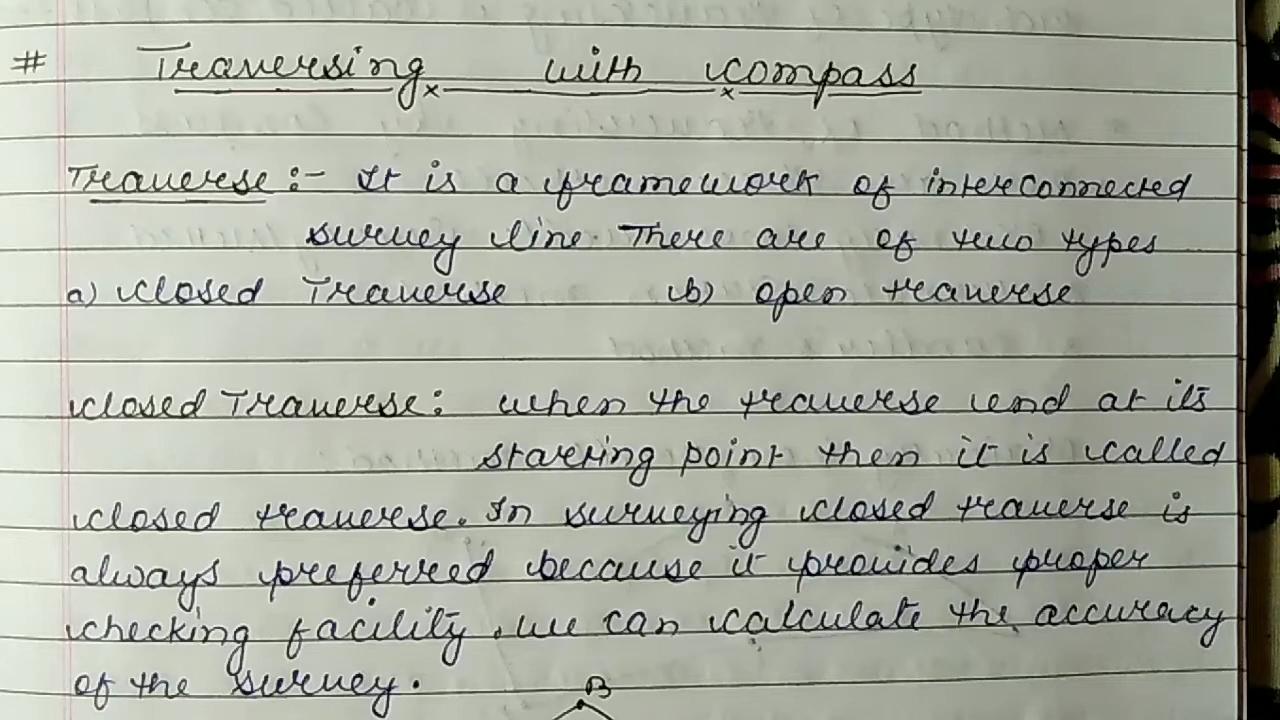 # Traversing with compass
Traverse :- It is a framework of interconnected
survey line. There are of two types
a) closed Traverse b) open traverse
closed Traverse: when the traverse end at its
starting point then it is called
closed traverse. In surveying closed traverse is
always preferred because it provides proper
checking facility, we can calculate the accuracy
of the survey.
B